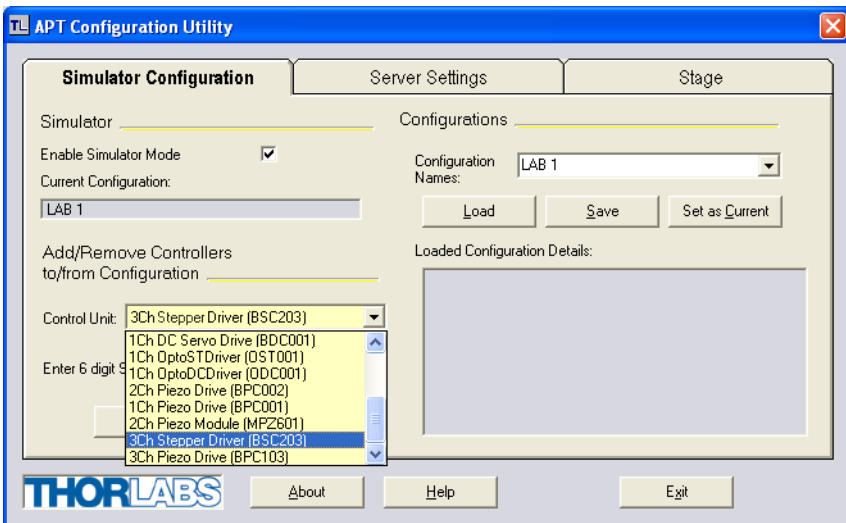 TL APT Configuration Utility
Simulator Configuration
Server Settings
Stage
Simulator
Enable Simulator Mode
Current Configuration:
LAB 1
Configurations
Configuration
Names:
LAB 1
Load
Save
Set as Current
Loaded Configuration Details:
Add/Remove Controllers
to/from Configuration
Control Unit:
3Ch Stepper Driver (BSC203)
Enter 6 digit S
1Ch DC Servo Drive (BDC001)
1Ch OptoSTDriver (OST001)
1Ch OptoDCDriver (ODC001)
2Ch Piezo Drive (BPC002)
1Ch Piezo Drive (BPC001)
2Ch Piezo Module (MPZ601)
3Ch Stepper Driver (BSC203)
3Ch Piezo Drive (BPC103)
THORLABS
About
Help
Exit